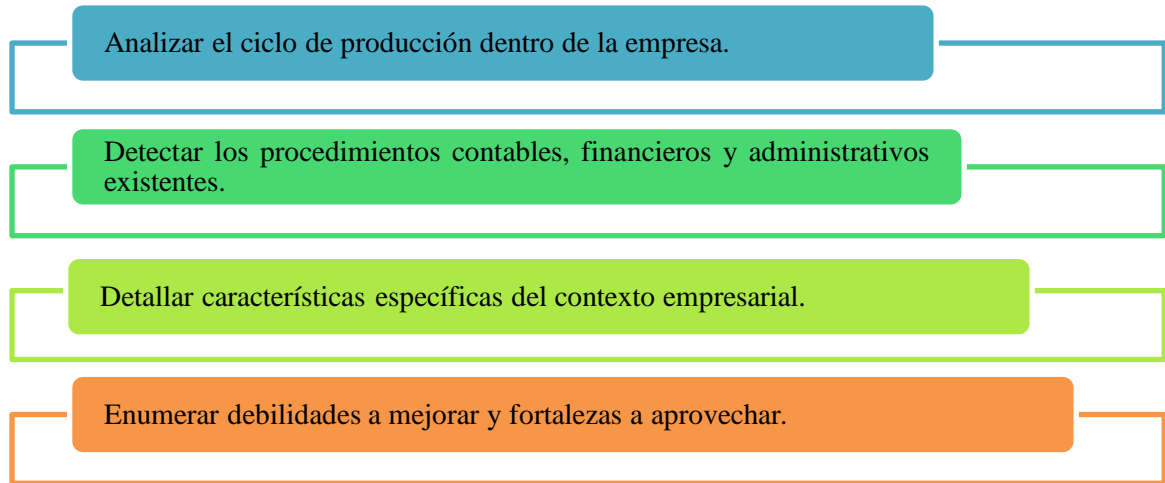 Analizar el ciclo de producción dentro de la empresa.
Detectar los procedimientos contables, financieros y administrativos
existentes.
Detallar características específicas del contexto empresarial.
Enumerar debilidades a mejorar y fortalezas a aprovechar.